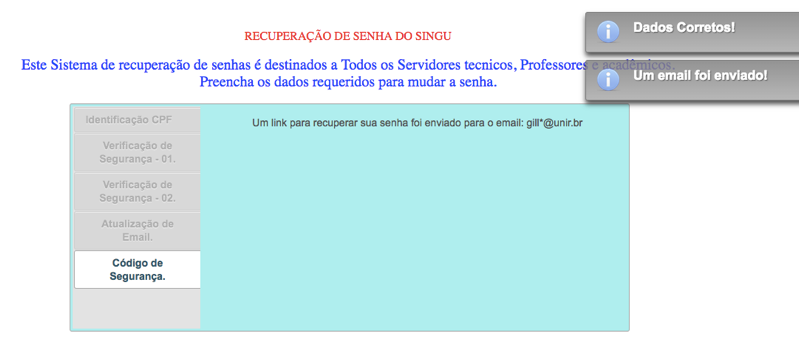 RECUPERAÇÃO DE SENHA DO SINGU
Dados Corretos!
Este Sistema de recuperação de senhas é destinados a Todos os Servidores tecnicos, Professores e acadêmicos.
Preencha os dados requeridos para mudar a senha.
Um email foi enviado!
Identificação CPF
Verificação de
Segurança - 01.
Verificação de
Segurança - 02.
Atualização de
Email.
Código de
Segurança.
Um link para recuperar sua senha foi enviado para o email: gill*@unir.br